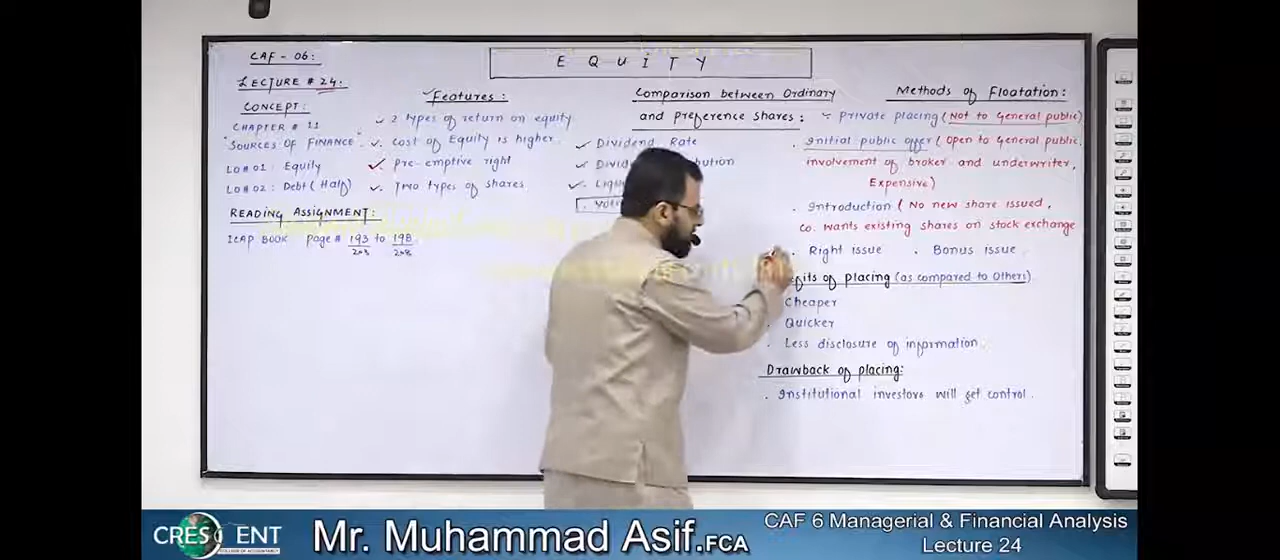 EQUITY
CAF - 06:
LECTURE # 24.
CONCEPT:
CHAPTER # 11
"SOURCES OF FINANCE"
LO # 01: Equity
LO # 02: Debt (Half)
READING ASSIGNMENT:
ICAP BOOK Page # 193 to 198
203 208
Features:
2 types of return on equity
Cost of Equity is higher
Pre-emptive right
Two types of shares
Comparison between Ordinary
and preference shares:
Dividend Rate
Methods of Floatation:
Private placing (Not to General public)
Initial public offer (Open to General public,
involvement of broker and underwriter,
Expensive)
Introduction (No new share issued,
Co. wants existing shares on stock exchange
Right issue . Bonus issue
of placing (as compared to Others)
Cheaper
Quicker
Less disclosure of information.
Drawback of placing:
Institutional investors will get control.
CRESCENT
COLLEGE OF ACCOUNTANCY
Mr. Muhammad Asif.FCA
CAF 6 Managerial & Financial Analysis
Lecture 24